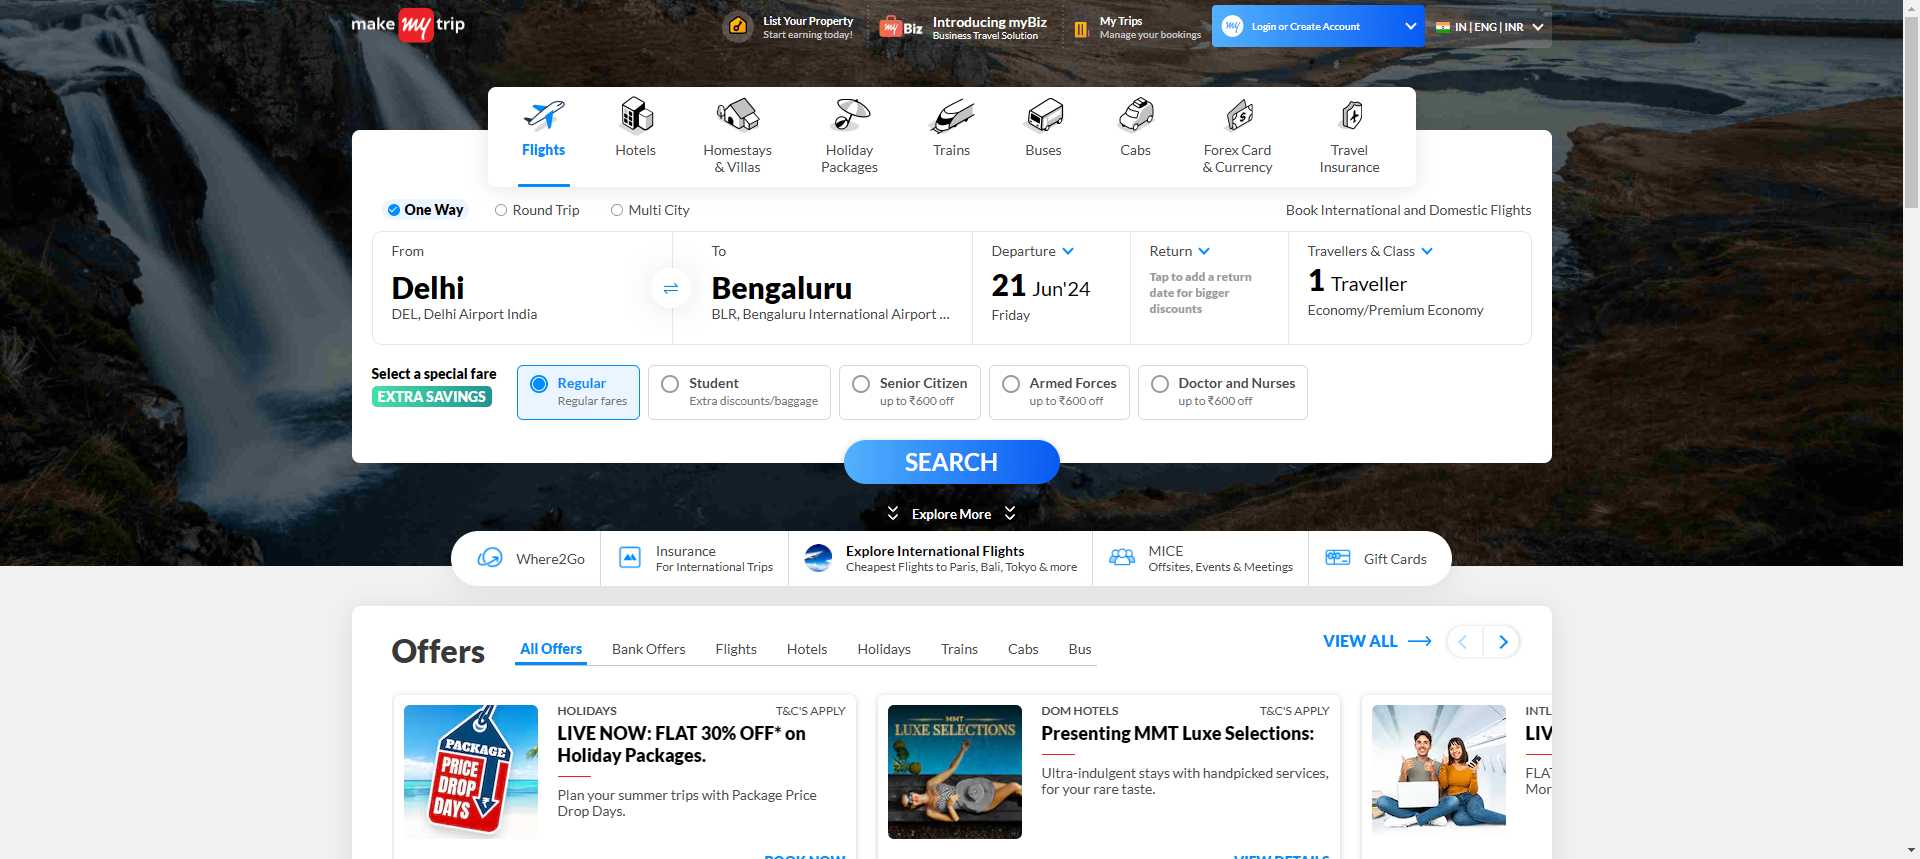 make my trip
List Your Property
Start earning today!
my Biz
Introducing myBiz
Business Travel Solution
My Trips
Manage your bookings
my
Login or Create Account
IN | ENG | INR
Flights
Hotels
Homestays
& Villas
Holiday
Packages
Trains
Buses
Cabs
Forex Card
& Currency
Travel
Insurance
One Way
Round Trip
Multi City
Book International and Domestic Flights
From
Delhi
DEL, Delhi Airport India
To
Bengaluru
BLR, Bengaluru International Airport ...
Departure
21 Jun'24
Friday
Return
Tap to add a return
date for bigger
discounts
Travellers & Class
1 Traveller
Economy/Premium Economy
Select a special fare
EXTRA SAVINGS
Regular
Regular fares
Student
Extra discounts/baggage
Senior Citizen
up to ₹600 off
Armed Forces
up to ₹600 off
Doctor and Nurses
up to ₹600 off
SEARCH
Explore More
Where2Go
Insurance
For International Trips
Explore International Flights
Cheapest Flights to Paris, Bali, Tokyo & more
MICE
Offsites, Events & Meetings
Gift Cards
Offers
All Offers
Bank Offers
Flights
Hotels
Holidays
Trains
Cabs
Bus
VIEW ALL
PACKAGE
PRICE
DROP
DAYS
HOLIDAYS
T&C'S APPLY
LIVE NOW: FLAT 30% OFF* on
Holiday Packages.
Plan your summer trips with Package Price
Drop Days.
BOOK NOW
MMT
LUXE SELECTIONS
DOM HOTELS
T&C'S APPLY
Presenting MMT Luxe Selections:
Ultra-indulgent stays with handpicked services,
for your rare taste.
VIEW DETAILS
INTL
LIV
FLAT
Mor